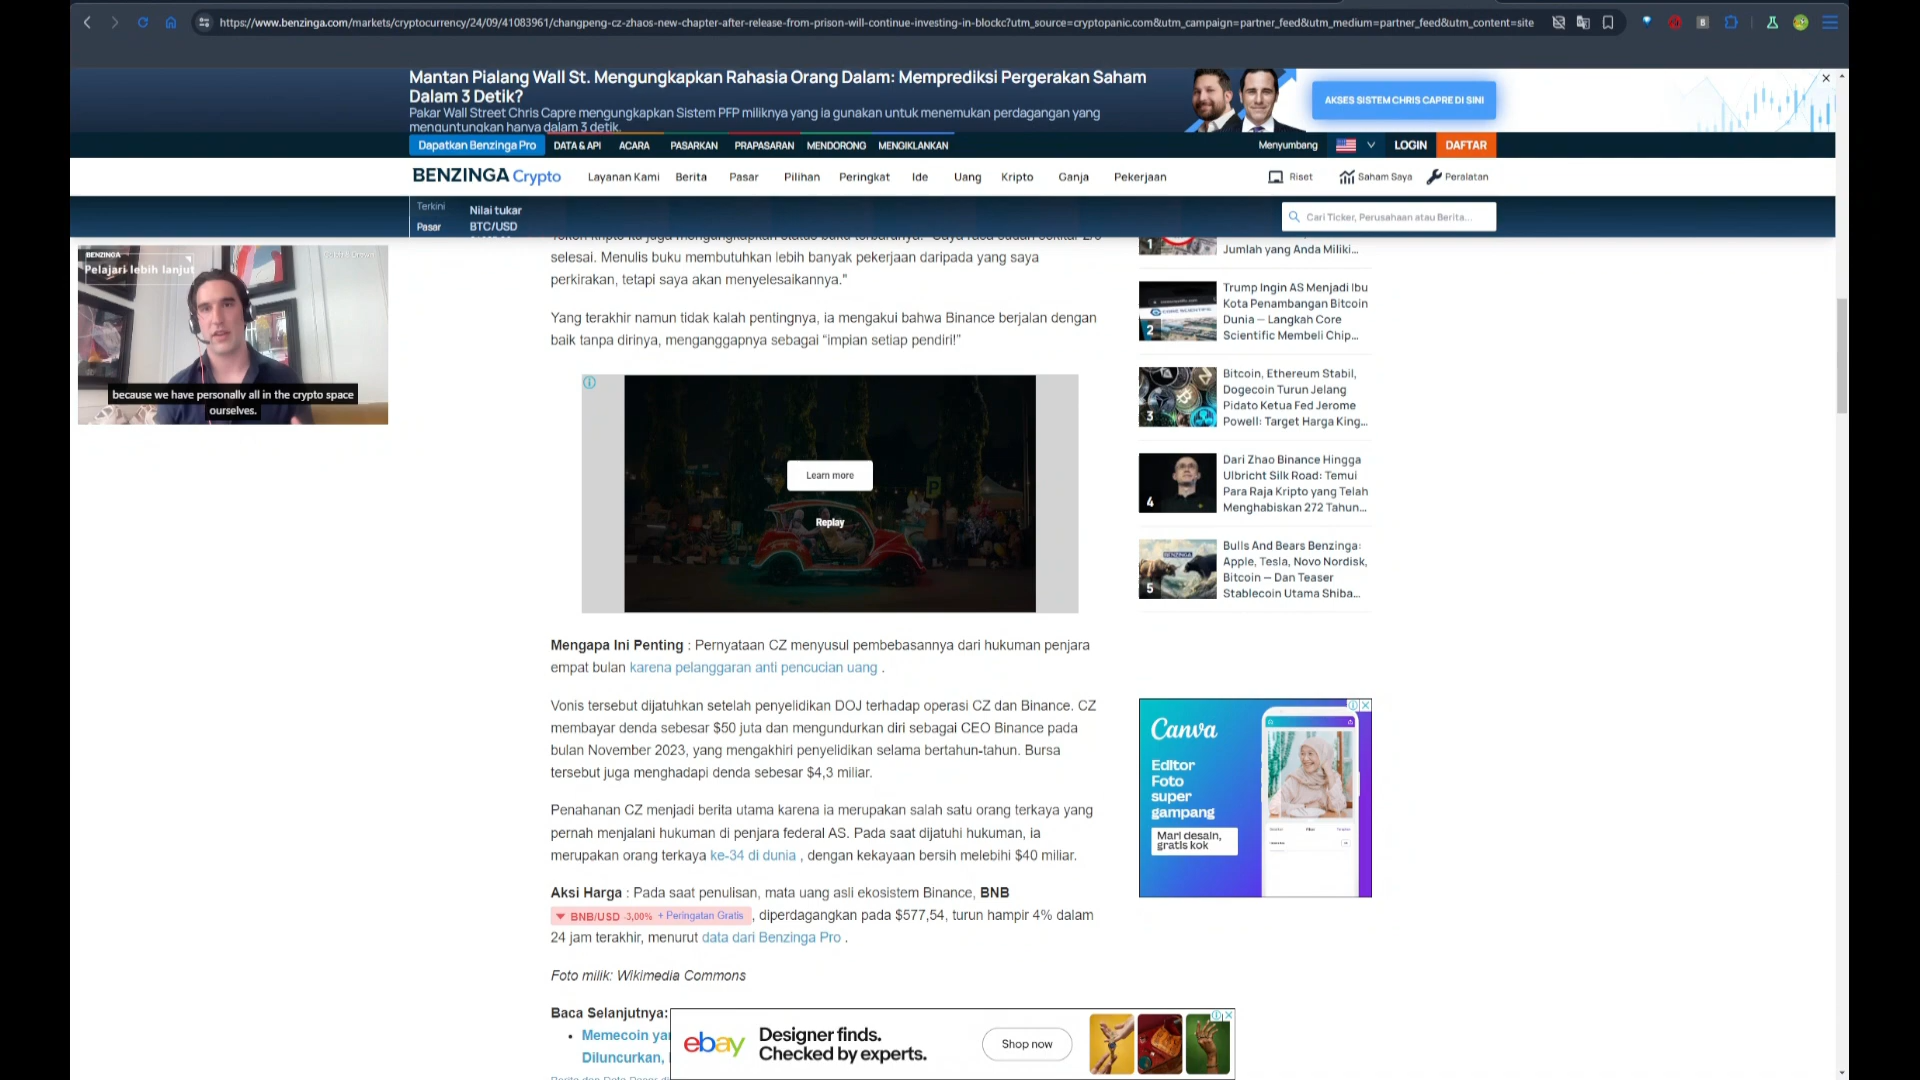 https://www.benzinga.com/markets/cryptocurrency/24/09/41083961/changpeng-cz-zhaos-new-chapter-after-release-from-prison-will-continue-investing-in-blockc?utm_source=cryptopanic.com&utm_campaign=partner_feed&utm_medium=partner_feed&utm_content=site
Mantan Pialang Wall St. Mengungkapkan Rahasia Orang Dalam: Memprediksi Pergerakan Saham
Dalam 3 Detik?
Pakar Wall Street Chris Capre mengungkapkan Sistem PFP miliknya yang ia gunakan untuk menemukan perdagangan yang
menguntungkan hanya dalam 3 detik.
AKSES SISTEM CHRIS CAPRE DI SINI
Dapatkan Benzinga Pro DATA & API ACARA PASARKAN PRAPASARAN MENDORONG MENGIKLANKAN
Menyumbang LOGIN DAFTAR
BENZINGA Crypto Layanan Kami Berita Pasar Pilihan Peringkat Ide Uang Kripto Ganja Pekerjaan
Riset Saham Saya Peralatan
Terkini Nilai tukar
Pasar BTC/USD
Cari Ticker, Perusahaan atau Berita...
BENZINGA
Pelajari lebih lanjut
because we have personally all in the crypto space
ourselves.
selesai. Menulis buku membutuhkan lebih banyak pekerjaan daripada yang saya
perkirakan, tetapi saya akan menyelesaikannya."
Yang terakhir namun tidak kalah pentingnya, ia mengakui bahwa Binance berjalan dengan
baik tanpa dirinya, menganggapnya sebagai “impian setiap pendiri!”
Learn more
Replay
P
Mengapa Ini Penting : Pernyataan CZ menyusul pembebasannya dari hukuman penjara
empat bulan karena pelanggaran anti pencucian uang .
Vonis tersebut dijatuhkan setelah penyelidikan DOJ terhadap operasi CZ dan Binance. CZ
membayar denda sebesar $50 juta dan mengundurkan diri sebagai CEO Binance pada
bulan November 2023, yang mengakhiri penyelidikan selama bertahun-tahun. Bursa
tersebut juga menghadapi denda sebesar $4,3 miliar.
Penahanan CZ menjadi berita utama karena ia merupakan salah satu orang terkaya yang
pernah menjalani hukuman di penjara federal AS. Pada saat dijatuhi hukuman, ia
merupakan orang terkaya ke-34 di dunia , dengan kekayaan bersih melebihi $40 miliar.
Aksi Harga : Pada saat penulisan, mata uang asli ekosistem Binance, BNB
BNB/USD -3,00% + Peringatan Gratis , diperdagangkan pada $577,54, turun hampir 4% dalam
24 jam terakhir, menurut data dari Benzinga Pro .
Foto milik: Wikimedia Commons
Baca Selanjutnya:
• Memecoin
Diluncurkan,
1
Jumlah yang Anda Miliki...
2
Trump Ingin AS Menjadi Ibu
Kota Penambangan Bitcoin
Dunia — Langkah Core
Scientific Membeli Chip...
3
Bitcoin, Ethereum Stabil,
Dogecoin Turun Jelang
Pidato Ketua Fed Jerome
Powell: Target Harga King...
4
Dari Zhao Binance Hingga
Ulbricht Silk Road: Temui
Para Raja Kripto yang Telah
Menghabiskan 272 Tahun...
5
Bulls And Bears Benzinga:
Apple, Tesla, Novo Nordisk,
Bitcoin — Dan Teaser
Stablecoin Utama Shiba...
Canva
Editor
Foto
super
gampang
Mari desain,
gratis kok
ebay
Designer finds.
Checked by experts.
Shop now